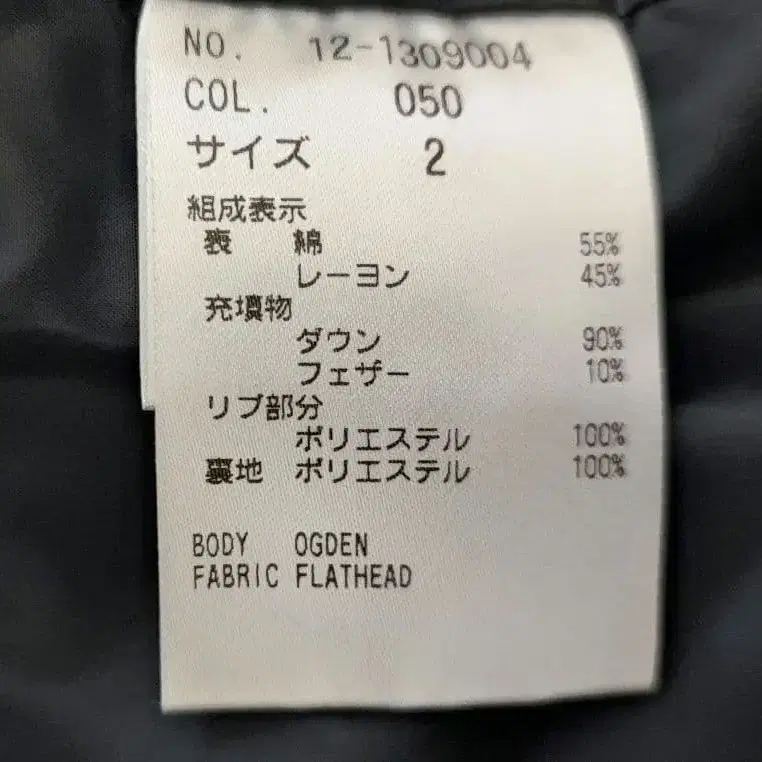 NO. 12-1309004
COL. 050
サイズ 2
組成表示
表 綿 55%
レーヨン 45%
充填物
ダウン 90%
フェザー 10%
リブ部分
ポリエステル 100%
裏地 ポリエステル 100%
BODY OGDEN
FABRIC FLATHEAD